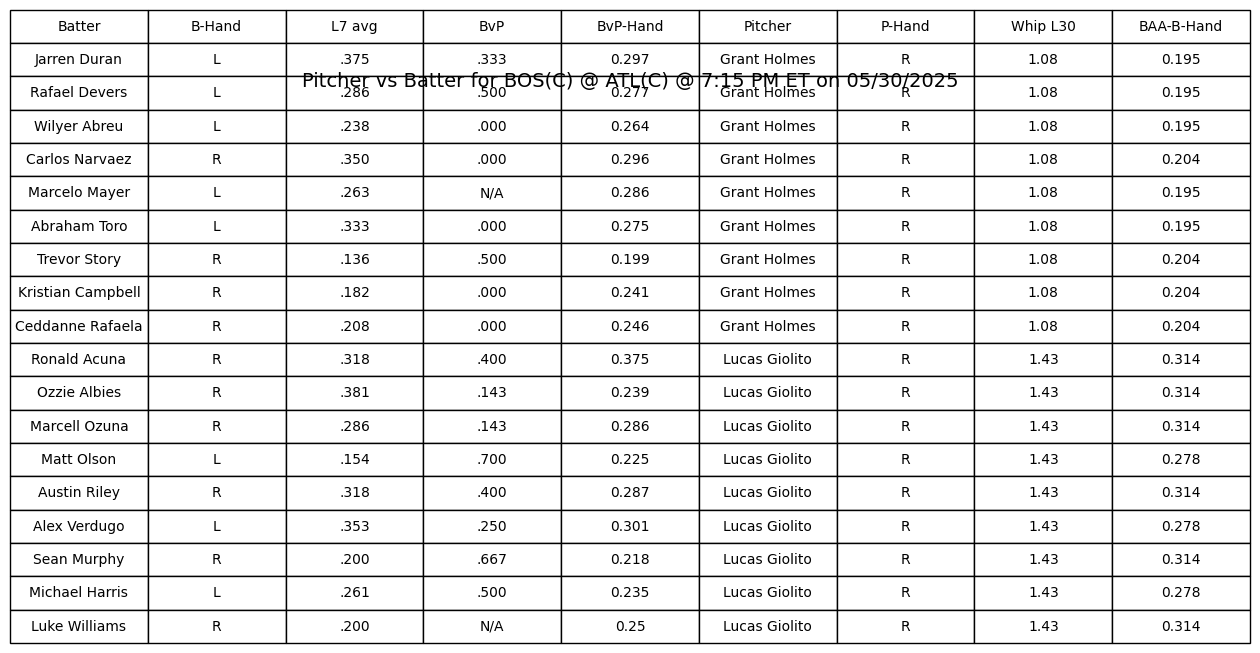 Batter B-Hand L7 avg BvP BvP-Hand Pitcher P-Hand Whip L30 BAA-B-Hand
Jarren Duran L .375 .333 0.297 Grant Holmes R 1.08 0.195
Pitcher vs Batter for BOS(C) @ ATL(C) @ 7:15 PM ET on 05/30/2025
Rafael Devers L .286 .500 0.277 Grant Holmes R 1.08 0.195
Wilyer Abreu L .238 .000 0.264 Grant Holmes R 1.08 0.195
Carlos Narvaez R .350 .000 0.296 Grant Holmes R 1.08 0.204
Marcelo Mayer L .263 N/A 0.286 Grant Holmes R 1.08 0.195
Abraham Toro L .333 .000 0.275 Grant Holmes R 1.08 0.195
Trevor Story R .136 .500 0.199 Grant Holmes R 1.08 0.204
Kristian Campbell R .182 .000 0.241 Grant Holmes R 1.08 0.204
Ceddanne Rafaela R .208 .000 0.246 Grant Holmes R 1.08 0.204
Ronald Acuna R .318 .400 0.375 Lucas Giolito R 1.43 0.314
Ozzie Albies R .381 .143 0.239 Lucas Giolito R 1.43 0.314
Marcell Ozuna R .286 .143 0.286 Lucas Giolito R 1.43 0.314
Matt Olson L .154 .700 0.225 Lucas Giolito R 1.43 0.278
Austin Riley R .318 .400 0.287 Lucas Giolito R 1.43 0.314
Alex Verdugo L .353 .250 0.301 Lucas Giolito R 1.43 0.278
Sean Murphy R .200 .667 0.218 Lucas Giolito R 1.43 0.314
Michael Harris L .261 .500 0.235 Lucas Giolito R 1.43 0.278
Luke Williams R .200 N/A 0.25 Lucas Giolito R 1.43 0.314